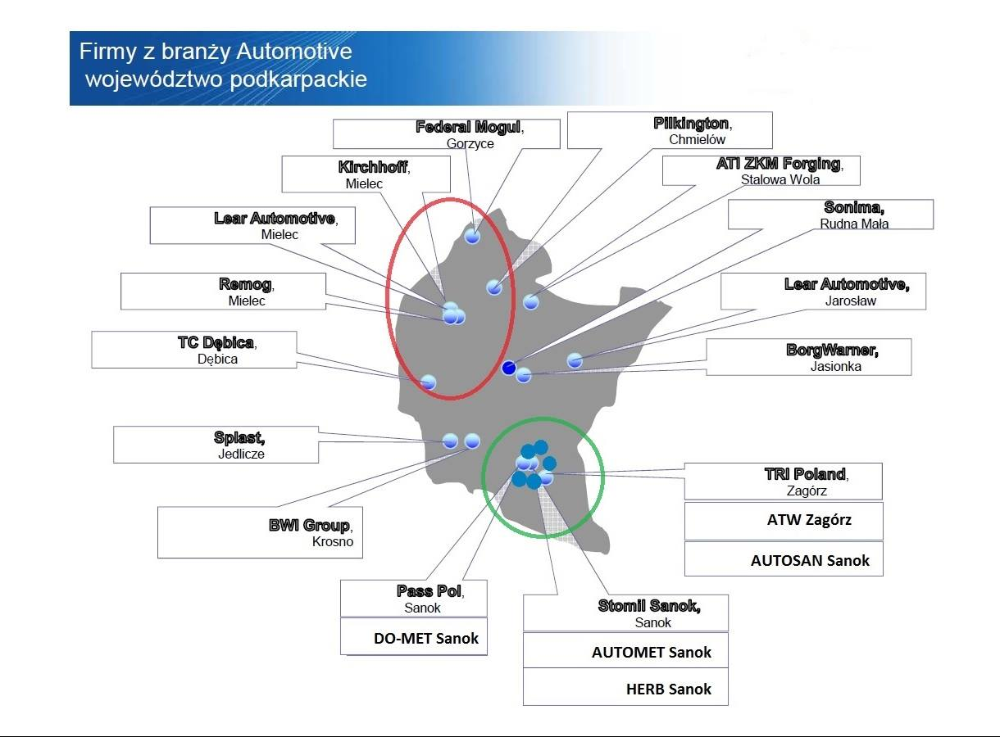 Firmy z branży Automotive
województwo podkarpackie
Federal Mogul,
Gorzyce
Pilkington,
Chmielów
Kirchhoff,
Mielec
ATI ZKM Forging,
Stalowa Wola
Lear Automotive,
Mielec
Sonima,
Rudna Mała
Remog,
Mielec
Lear Automotive,
Jarosław
TC Dębica,
Dębica
BorgWarner,
Jasionka
Splast,
Jedlicze
TRI Poland,
Zagórz
ATW Zagórz
AUTOSAN Sanok
BWI Group,
Krosno
Pass Pol,
Sanok
DO-MET Sanok
Stomil Sanok,
Sanok
AUTOMET Sanok
HERB Sanok